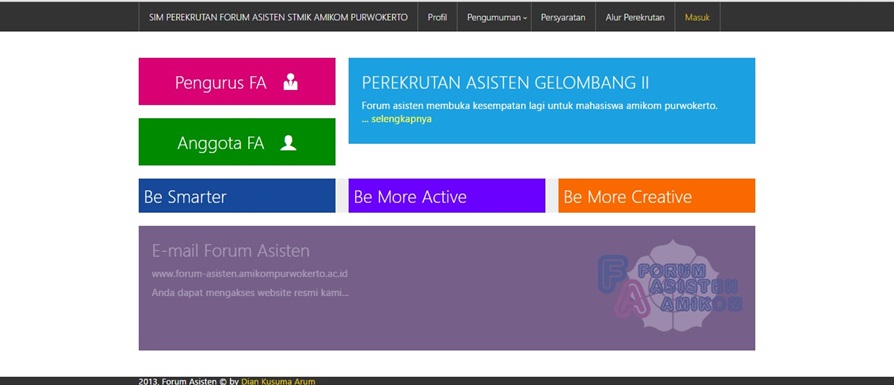 SIM PEREKRUTAN FORUM ASISTEN STMIK AMIKOM PURWOKERTO
Profil
Pengumuman
Persyaratan
Alur Perekrutan
Masuk
Pengurus FA
PEREKRUTAN ASISTEN GELOMBANG II
Forum asisten membuka kesempatan lagi untuk mahasiswa amikom purwokerto.
... selengkapnya
Anggota FA
Be Smarter
Be More Active
Be More Creative
E-mail Forum Asisten
www.forum-asisten.amikompurwokerto.ac.id
Anda dapat mengakses website resmi kami...
FA
FORUM
ASISTEN
AMIKOM
2013, Forum Asisten © by Dian Kusuma Arum